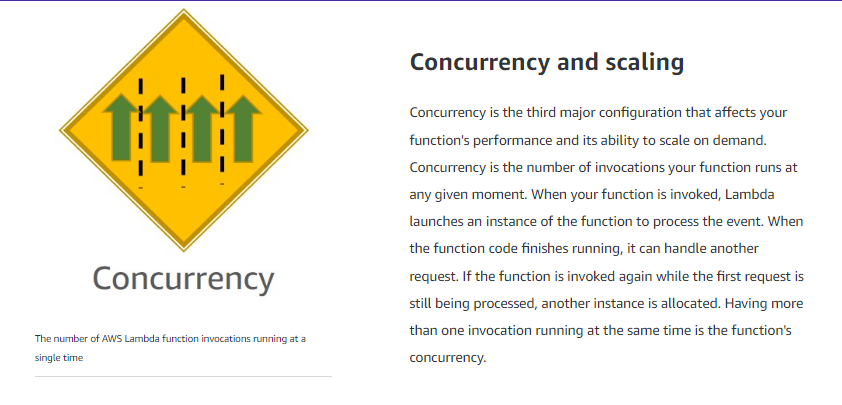 Concurrency
The number of AWS Lambda function invocations running at a
single time
Concurrency and scaling
Concurrency is the third major configuration that affects your
function's performance and its ability to scale on demand.
Concurrency is the number of invocations your function runs at
any given moment. When your function is invoked, Lambda
launches an instance of the function to process the event. When
the function code finishes running, it can handle another
request. If the function is invoked again while the first request is
still being processed, another instance is allocated. Having more
than one invocation running at the same time is the function's
concurrency.